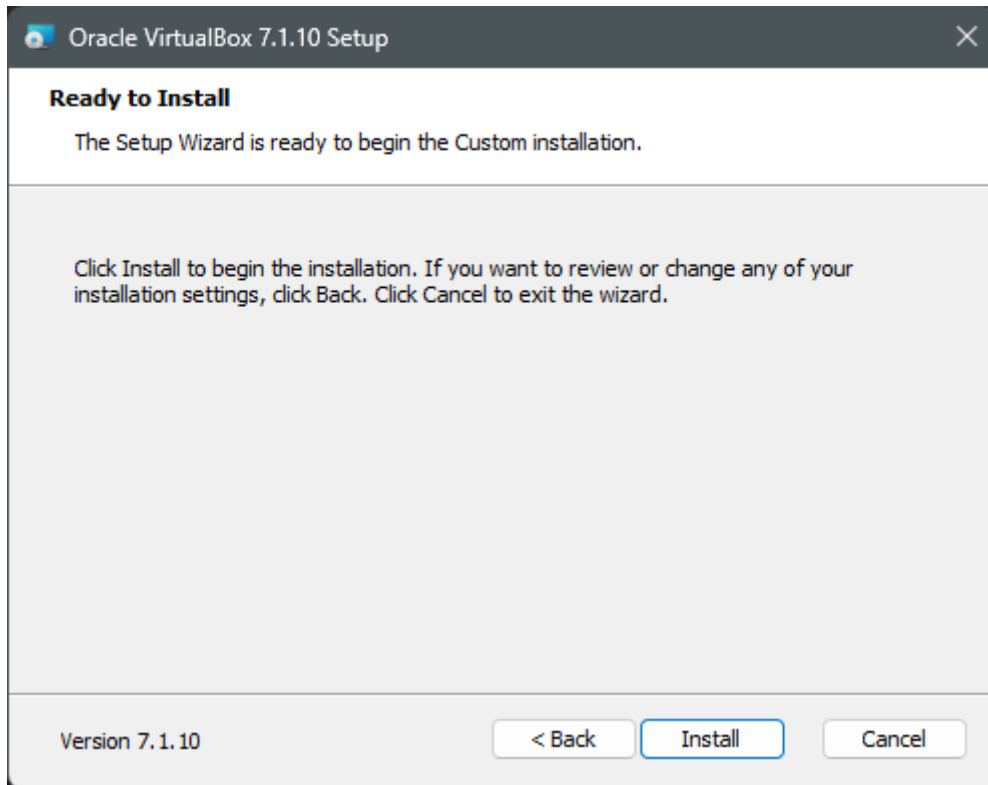 Oracle VirtualBox 7.1.10 Setup
Ready to Install
The Setup Wizard is ready to begin the Custom installation.
Click Install to begin the installation. If you want to review or change any of your
installation settings, click Back. Click Cancel to exit the wizard.
Version 7.1.10
< Back
Install
Cancel